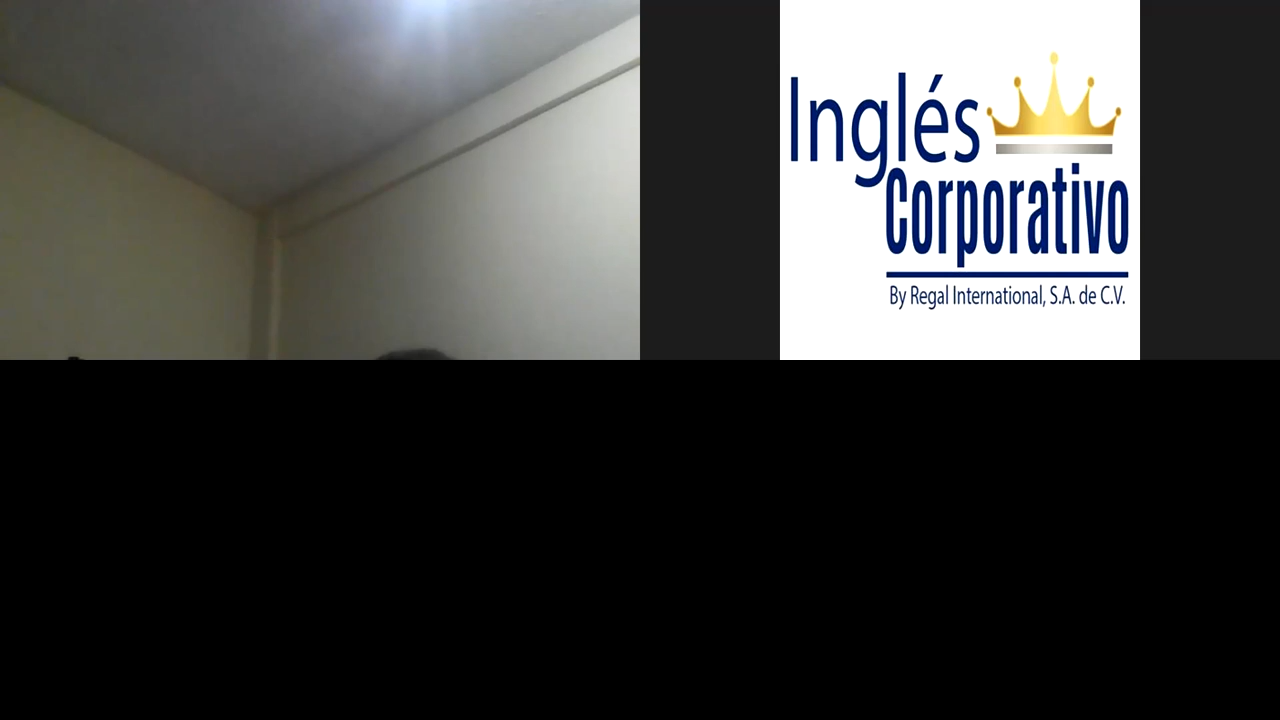 Inglés
Corporativo
By Regal International, S.A. de C.V.